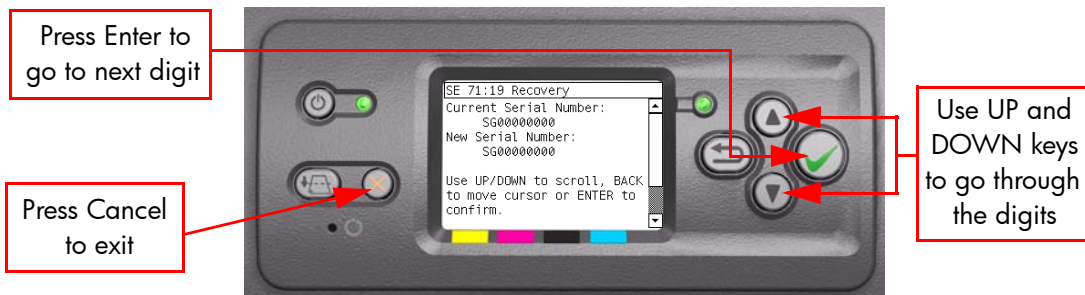 Press Enter to
go to next digit
SE 71:19 Recovery
Current Serial Number:
SG00000000
New Serial Number:
SG00000000
Use UP/DOWN to scroll, BACK
to move cursor or ENTER to
confirm.
Use UP and
DOWN keys
to go through
the digits
Press Cancel
to exit